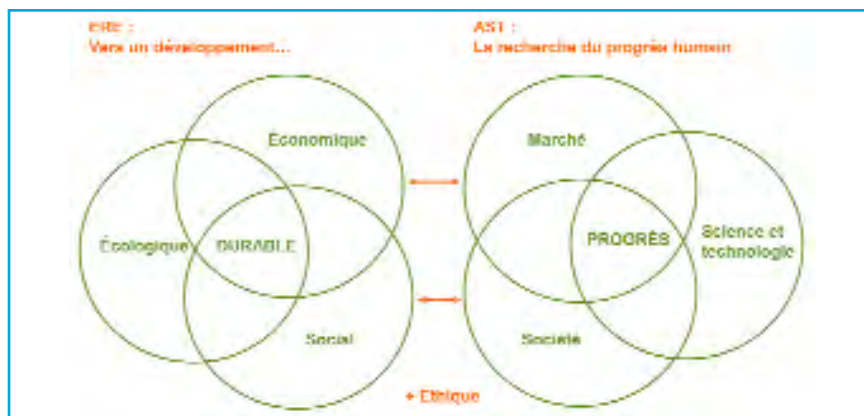 ERE :
Vers un développement...
AST :
La recherche du progrès humain
Économique
Marché
Écologique
DURABLE
PROGRÈS
Science et
technologie
Social
Société
+ Ethique